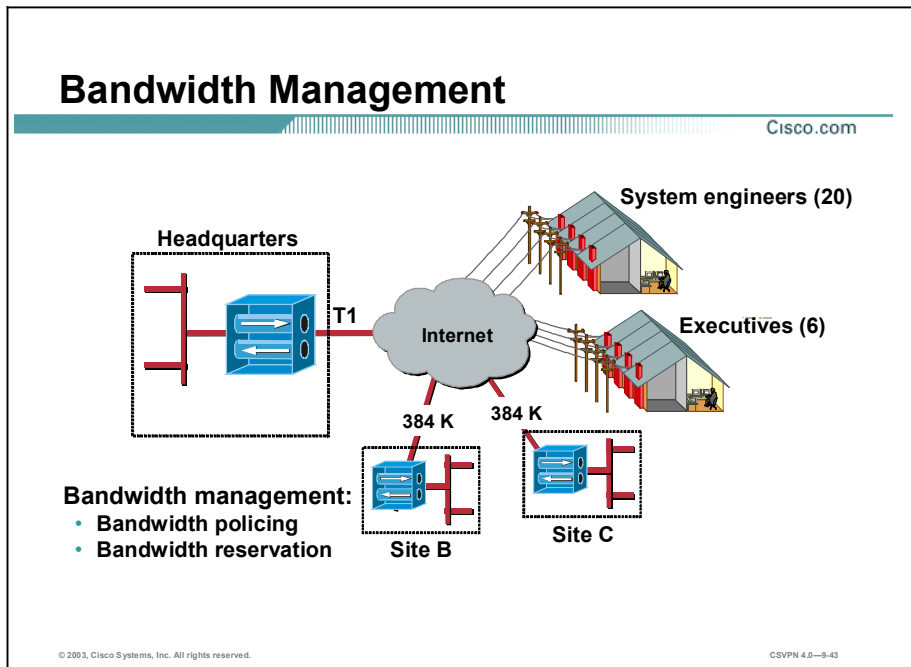 Bandwidth Management
Cisco.com
System engineers (20)
Headquarters
T1
Internet
Executives (6)
384 K
384 K
Bandwidth management:
• Bandwidth policing
• Bandwidth reservation
Site B
Site C
© 2003, Cisco Systems, Inc. All rights reserved.
CSVPN 4.0—9-43